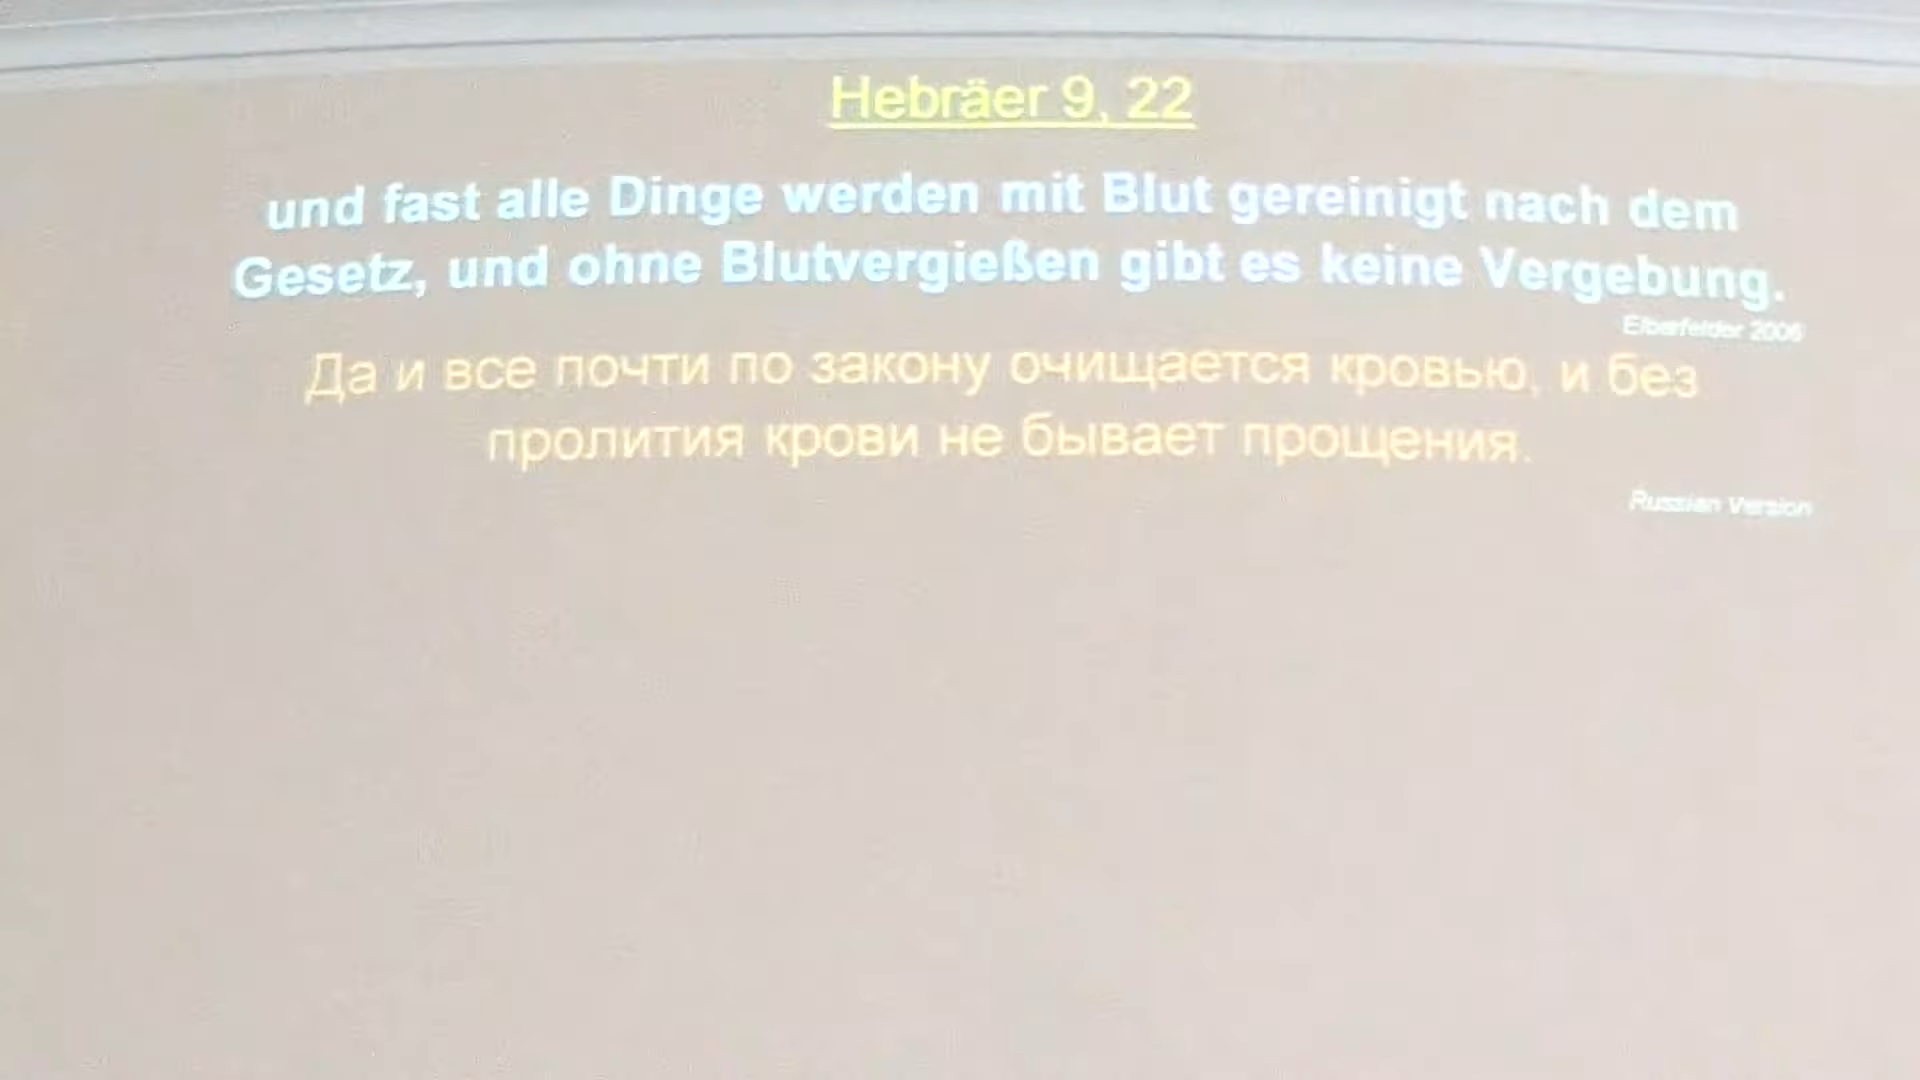 Hebräer 9, 22
und fast alle Dinge werden mit Blut gereinigt nach dem
Gesetz, und ohne Blutvergießen gibt es keine Vergebung.
Elberfelder 2006
Да и все почти по закону очищается кровью, и без
пролития крови не бывает прощения.
Russian Version